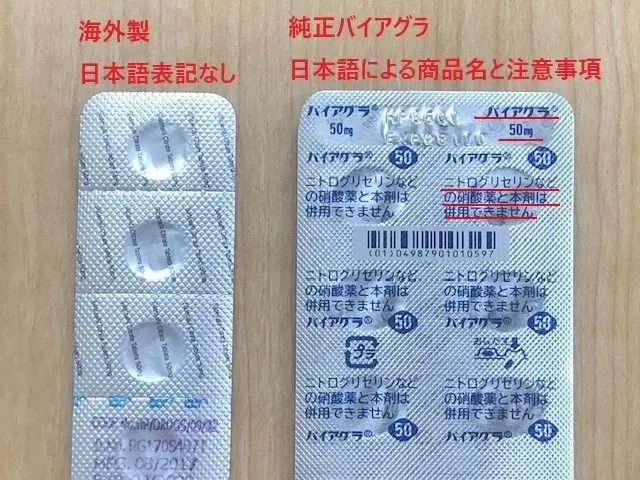 海外製
日本語表記なし
純正バイアグラ
日本語による商品名と注意事項
バイアグラ® バイアグラ®
50mg 50mg
バイアグラ® 50 バイアグラ® 50
ニトログリセリンなど ニトログリセリンなど
の硝酸薬と本剤は の硝酸薬と本剤は
併用できません 併用できません
(01)04987901010597
ニトログリセリンなど ニトログリセリンなど
の硝酸薬と本剤は の硝酸薬と本剤は
併用できません 併用できません
バイアグラ® 50 バイアグラ® 50
プラ おしだす
ニトログリセリンなど ニトログリセリンなど
の硝酸薬と本剤は の硝酸薬と本剤は
併用できません 併用できません
バイアグラ® 50 バイアグラ® 50
MFG. 08/2017